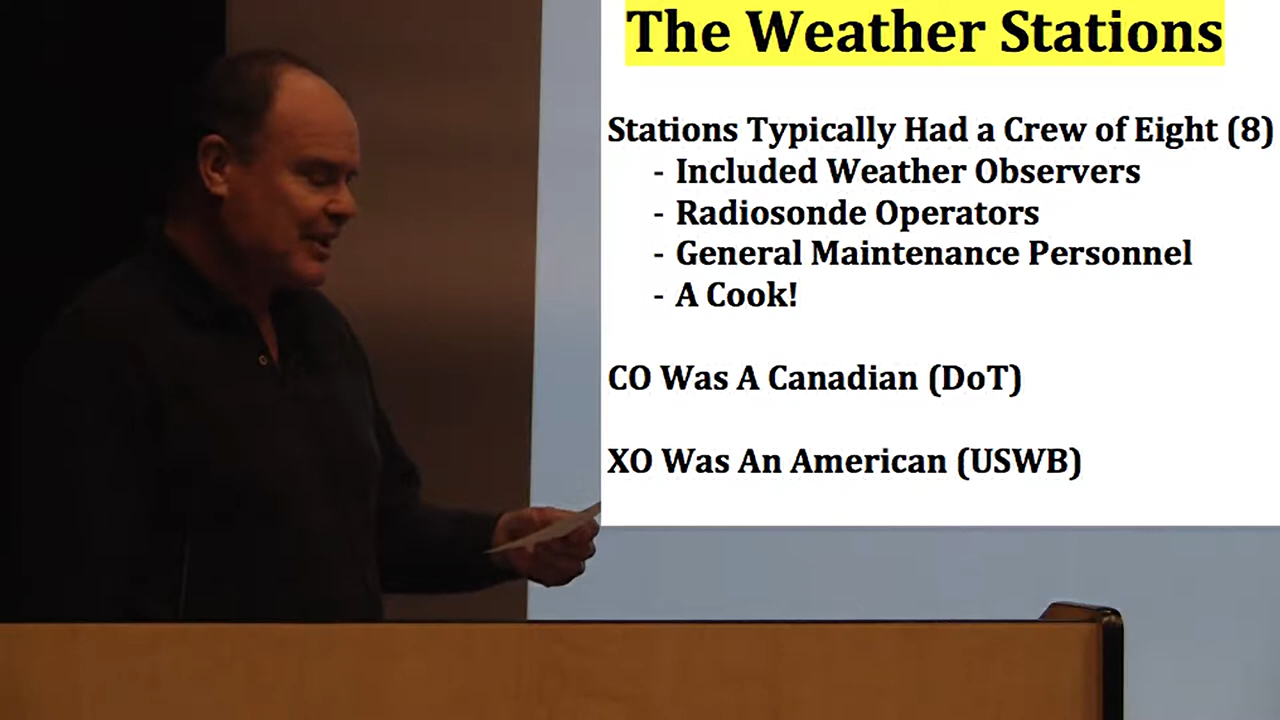 The Weather Stations
Stations Typically Had a Crew of Eight (8)
- Included Weather Observers
- Radiosonde Operators
- General Maintenance Personnel
- A Cook!
CO Was A Canadian (DoT)
XO Was An American (USWB)